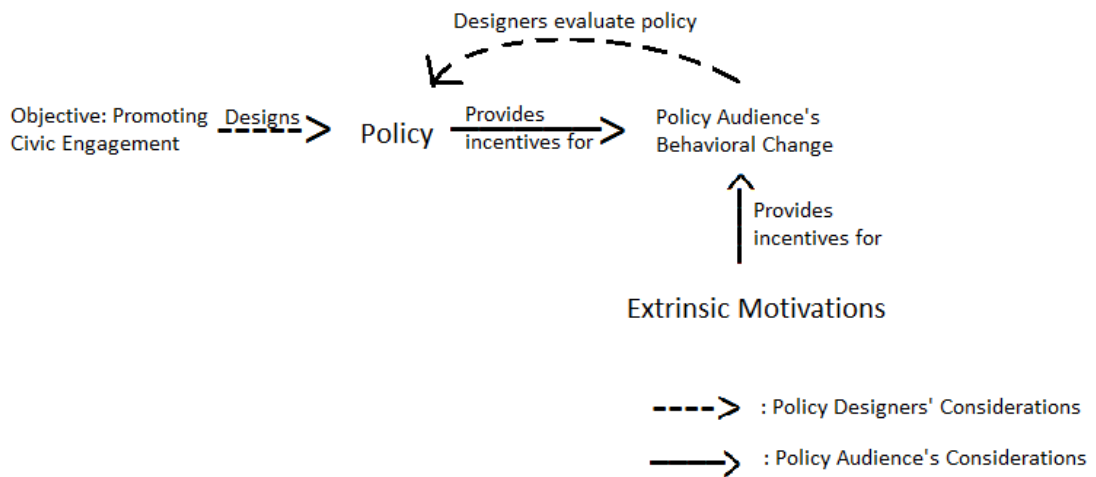 Designers evaluate policy
Objective: Promoting
Civic Engagement
Designs
Policy
Provides
incentives for
Policy Audience's
Behavioral Change
Provides
incentives for
Extrinsic Motivations
: Policy Designers' Considerations
: Policy Audience's Considerations